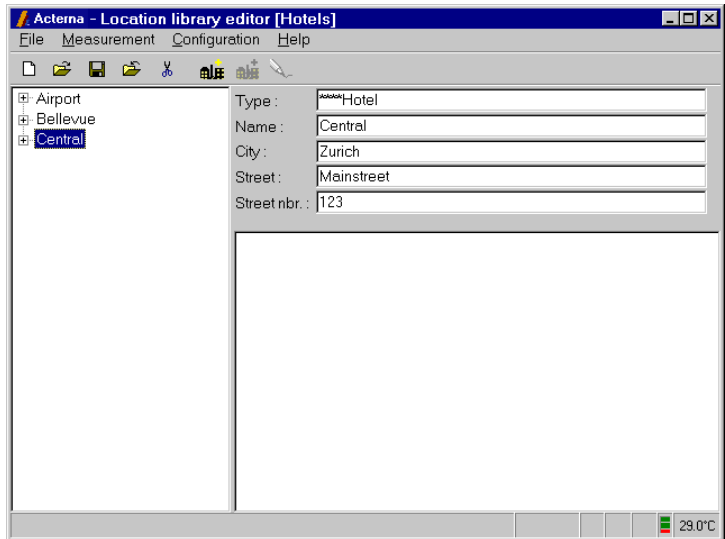 Acterna - Location library editor [Hotels]
File Measurement Configuration Help
Airport
Bellevue
Central
Type : ****Hotel
Name : Central
City : Zurich
Street : Mainstreet
Street nbr. : 123
29.0°C